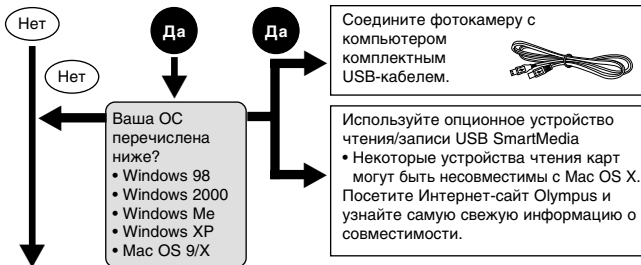 Нет
Да
Да
Нет
Ваша ОС
перечислена
ниже?
• Windows 98
• Windows 2000
• Windows Me
• Windows XP
• Mac OS 9/X
Соедините фотокамеру с
компьютером
комплектным
USB-кабелем.
Используйте опционное устройство
чтения/записи USB SmartMedia
• Некоторые устройства чтения карт
могут быть несовместимы с Mac OS X.
Посетите Интернет-сайт Olympus и
узнайте самую свежую информацию о
совместимости.